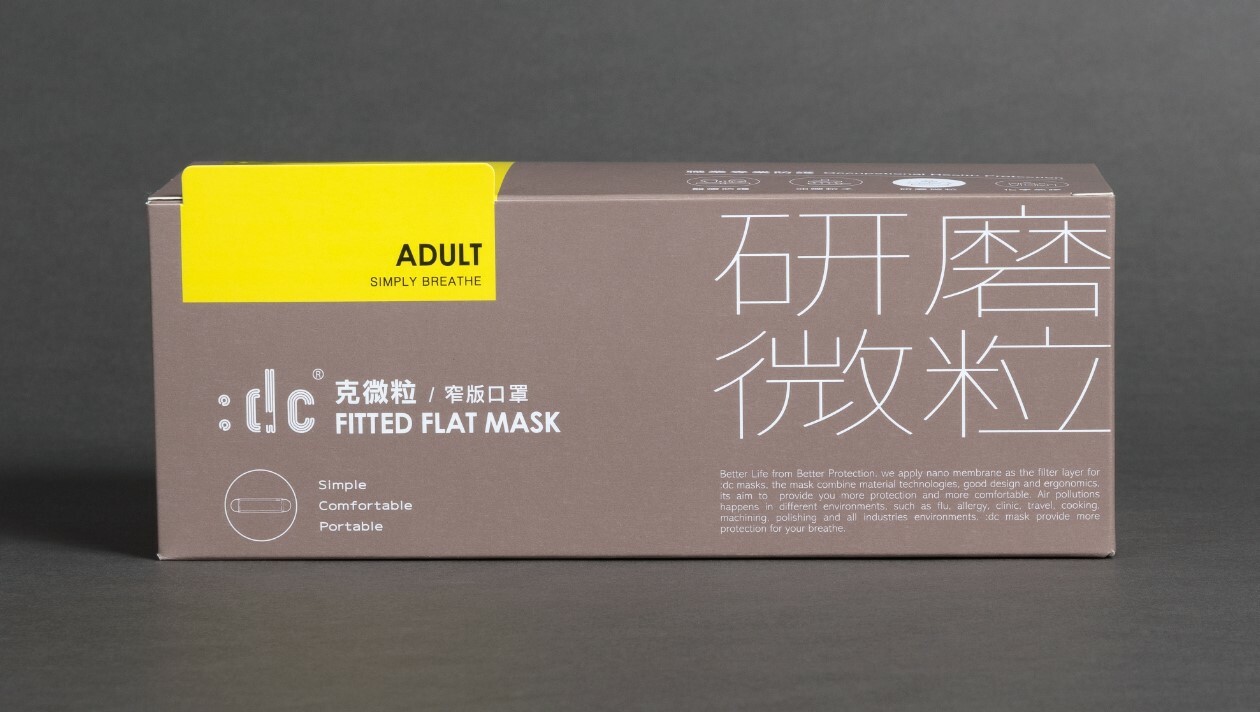 ADULT
SIMPLY BREATHE
研磨
微粒
:dc®
克微粒 / 窄版口罩
FITTED FLAT MASK
Simple
Comfortable
Portable
Better Life from Better Protection, we apply nano membrane as the filter layer for
:dc masks, the mask combine material technologies, good design and ergonomics,
its aim to provide you more protection and more comfortable. Air pollutions
happens in different environments, such as flu, allergy, clinic, travel, cooking,
machining, polishing and all industries environments, :dc mask provide more
protection for your breathe.